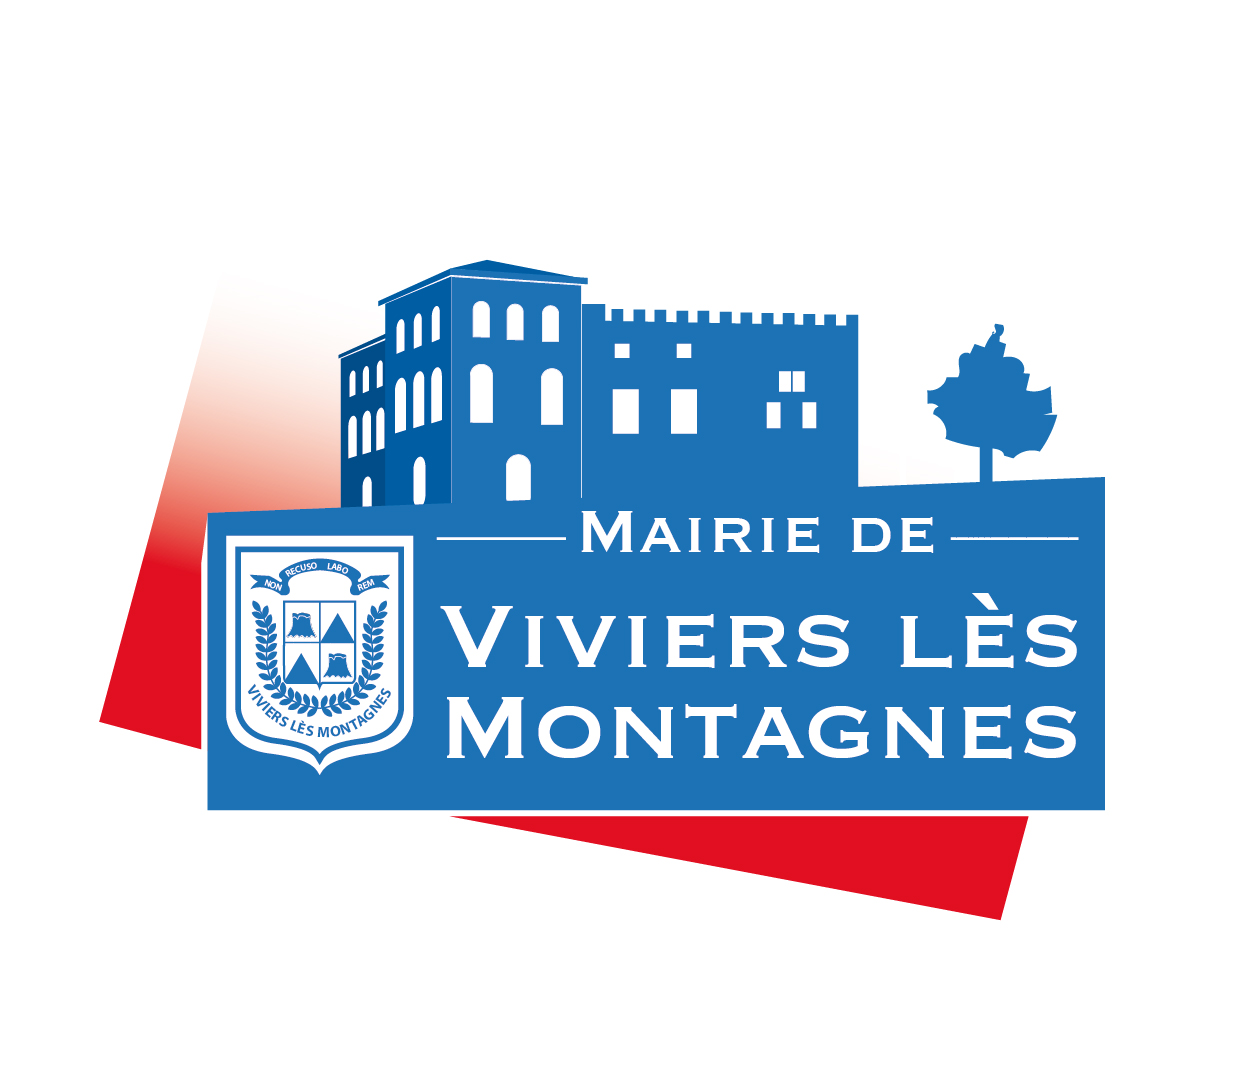 MAIRIE DE
VIVIERS LÈS
MONTAGNES
NON RECUSO LABO REM
VIVIERS LÈS MONTAGNES